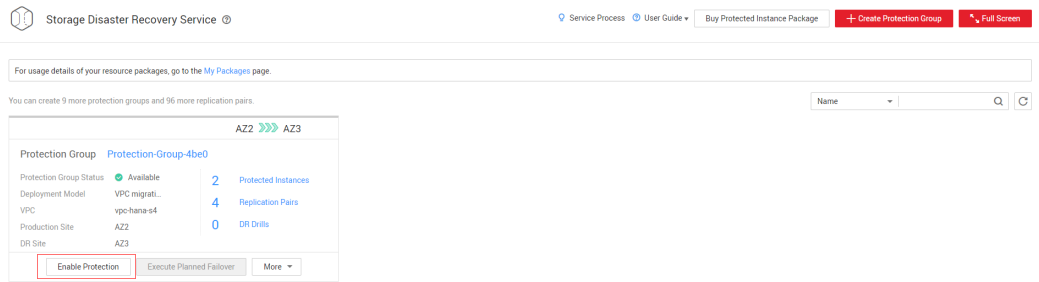 Storage Disaster Recovery Service
Service Process User Guide Buy Protected Instance Package + Create Protection Group Full Screen
For usage details of your resource packages, go to the My Packages page.
You can create 9 more protection groups and 96 more replication pairs.
Name
AZ2 AZ3
Protection Group Protection-Group-4be0
Protection Group Status Available
Deployment Model VPC migrati...
VPC vpc-hana-s4
Production Site AZ2
DR Site AZ3
2 Protected Instances
4 Replication Pairs
0 DR Drills
Enable Protection Execute Planned Failover More